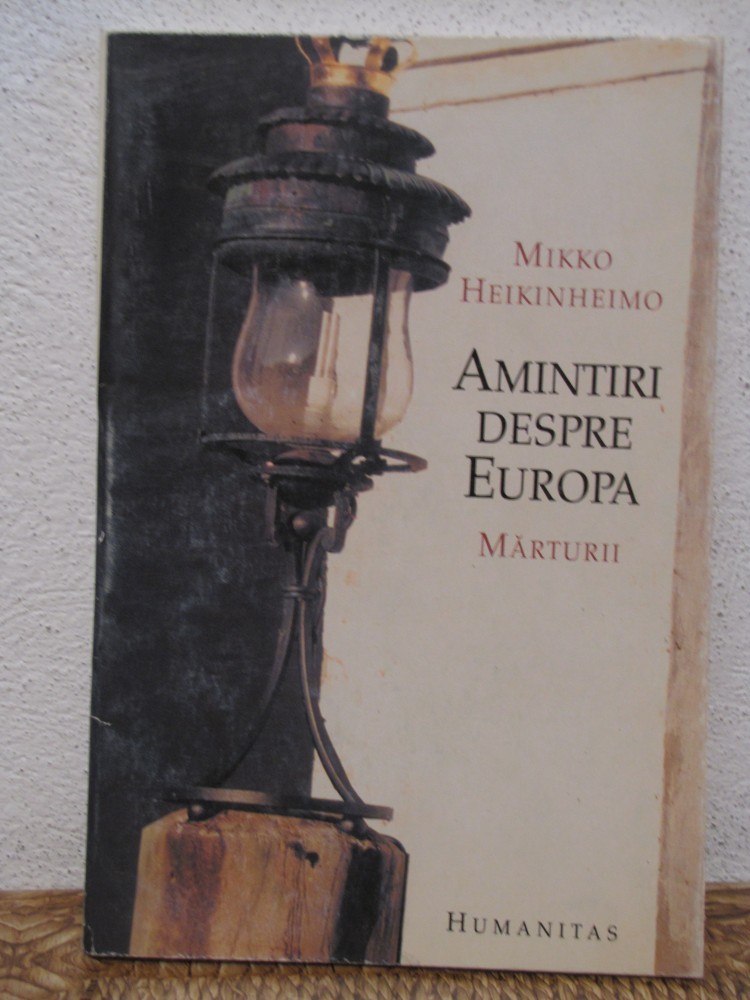 MIKKO
HEIKINHEIMO
AMINTIRI
DESPRE
EUROPA
MĂRTURII
HUMANITAS